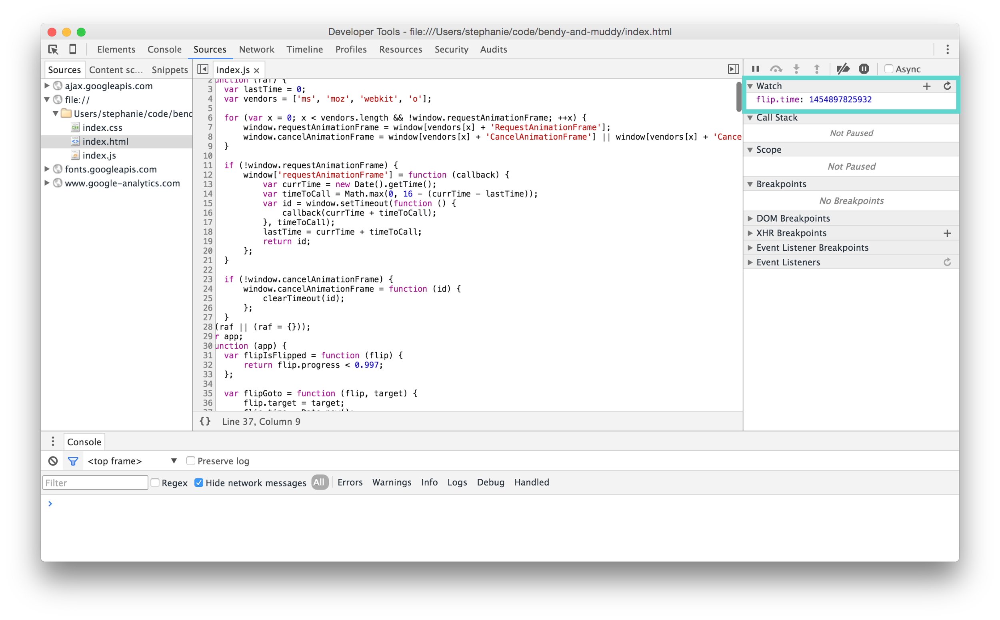 Developer Tools - file:///Users/stephanie/code/bendy-and-muddy/index.html
Elements Console Sources Network Timeline Profiles Resources Security Audits
Sources Content sc... Snippets
index.js ×
Async
ajax.googleapis.com
file://
Users/stephanie/code/bend
index.css
index.html
index.js
fonts.googleapis.com
www.google-analytics.com
2 unction (raf) {
3 var lastTime = 0;
4 var vendors = ['ms', 'moz', 'webkit', 'o'];
5
6 for (var x = 0; x < vendors.length && !window.requestAnimationFrame; ++x) {
7 window.requestAnimationFrame = window[vendors[x] + 'RequestAnimationFrame'];
8 window.cancelAnimationFrame = window[vendors[x] + 'CancelAnimationFrame'] || window[vendors[x] + 'Cance
9 }
10
11 if (!window.requestAnimationFrame) {
12 window['requestAnimationFrame'] = function (callback) {
13 var currTime = new Date().getTime();
14 var timeToCall = Math.max(0, 16 - (currTime - lastTime));
15 var id = window.setTimeout(function () {
16 callback(currTime + timeToCall);
17 }, timeToCall);
18 lastTime = currTime + timeToCall;
19 return id;
20 };
21 }
22
23 if (!window.cancelAnimationFrame) {
24 window.cancelAnimationFrame = function (id) {
25 clearTimeout(id);
26 };
27 }
28 (raf || (raf = {}));
29 r app;
30 unction (app) {
31 var flipIsFlipped = function (flip) {
32 return flip.progress < 0.997;
33 };
34
35 var flipGoto = function (flip, target) {
36 flip.target = target;
37 flip.time = Date.now();
{} Line 37, Column 9
Watch
flip.time: 1454897825932
Call Stack
Not Paused
Scope
Not Paused
Breakpoints
No Breakpoints
DOM Breakpoints
XHR Breakpoints
Event Listener Breakpoints
Event Listeners
Console
<top frame> Preserve log
Filter Regex Hide network messages All Errors Warnings Info Logs Debug Handled